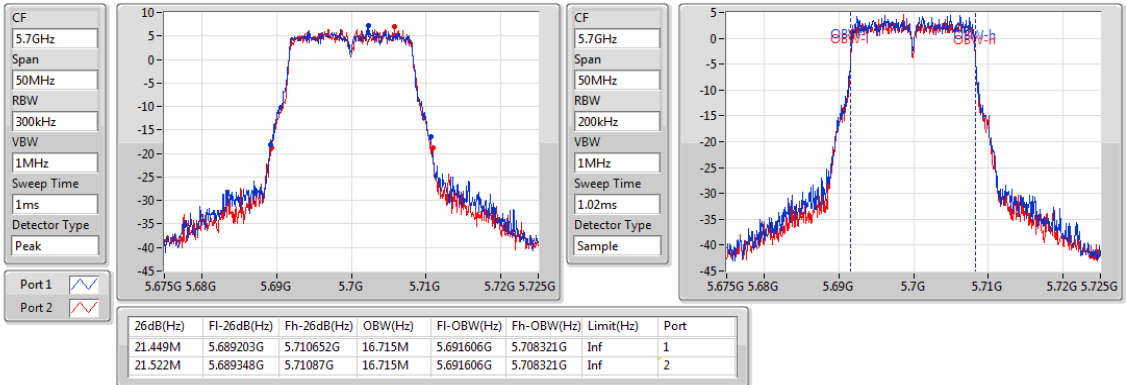 CF
5.7GHz
Span
50MHz
RBW
300kHz
VBW
1MHz
Sweep Time
1ms
Detector Type
Peak
Port 1
Port 2
10
5
0
-5
-10
-15
-20
-25
-30
-35
-40
-45
5.675G 5.68G 5.69G 5.7G 5.71G 5.72G 5.725G
CF
5.7GHz
Span
50MHz
RBW
200kHz
VBW
1MHz
Sweep Time
1.02ms
Detector Type
Sample
5
0
-5
-10
-15
-20
-25
-30
-35
-40
-45
OBW-l OBW-h
OBW-l OBW-h
5.675G 5.68G 5.69G 5.7G 5.71G 5.72G 5.725G
26dB(Hz) Fl-26dB(Hz) Fh-26dB(Hz) OBW(Hz) Fl-OBW(Hz) Fh-OBW(Hz) Limit(Hz) Port
21.449M 5.689203G 5.710652G 16.715M 5.691606G 5.708321G Inf 1
21.522M 5.689348G 5.71087G 16.715M 5.691606G 5.708321G Inf 2